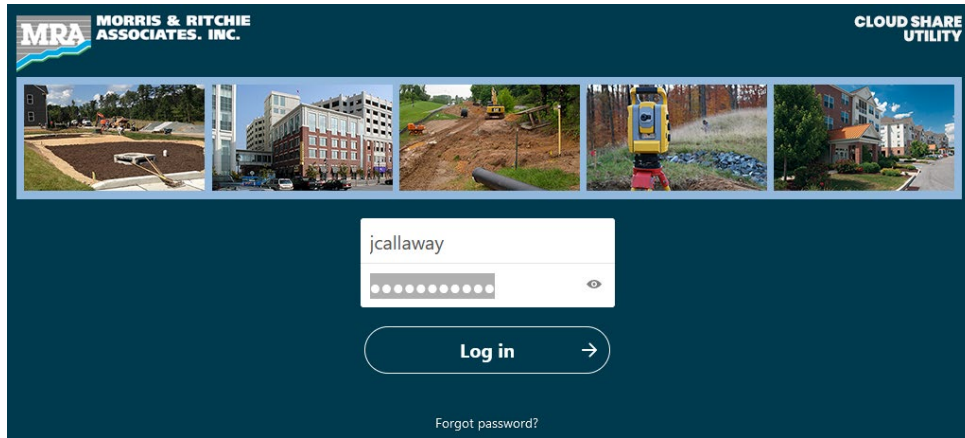 MRA
MORRIS & RITCHIE
ASSOCIATES. INC.
CLOUD SHARE
UTILITY
jcallaway
●●●●●●●●●●●
Log in
Forgot password?